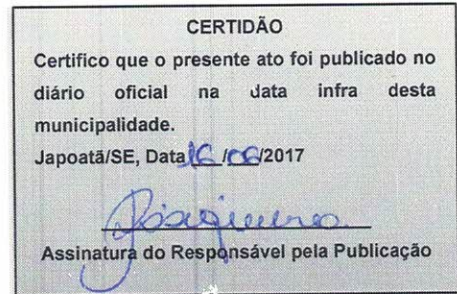 CERTIDÃO
Certifico que o presente ato foi publicado no
diário oficial na data infra desta
municipalidade.
Japoatã/SE, Data 16/06/2017
Assinatura do Responsável pela Publicação